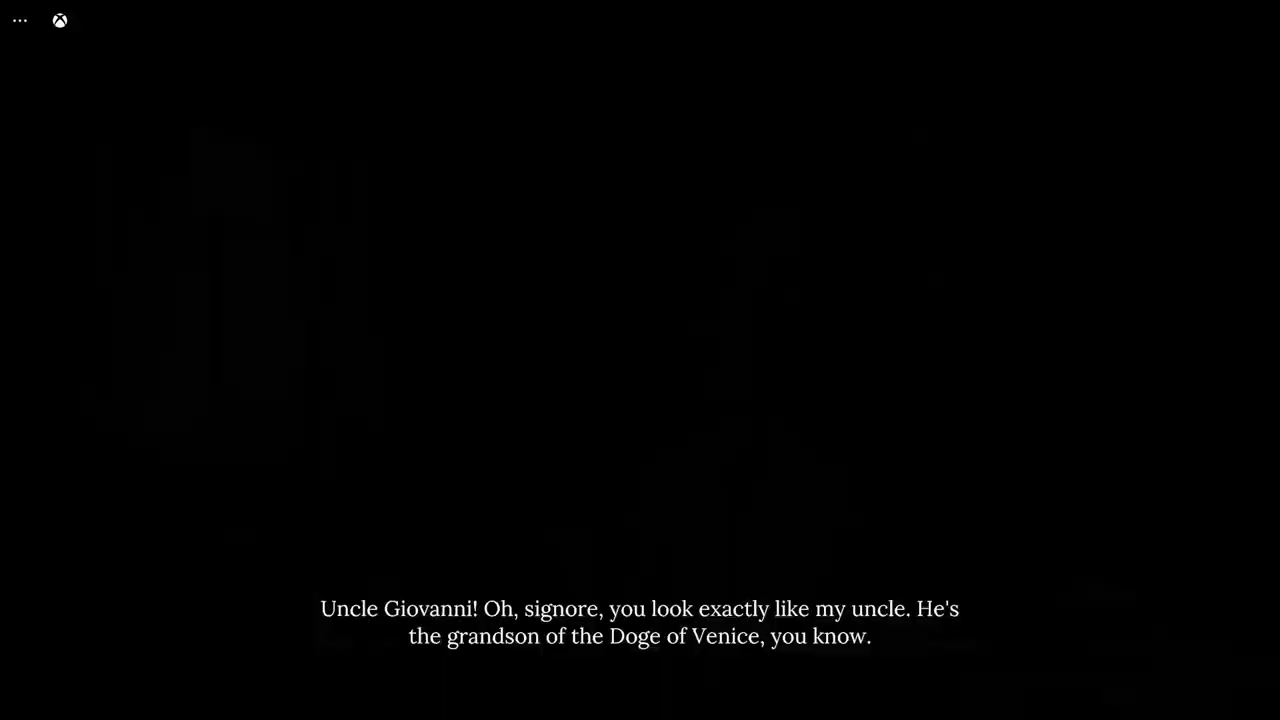 Uncle Giovanni! Oh, signore, you look exactly like my uncle. He's
the grandson of the Doge of Venice, you know.